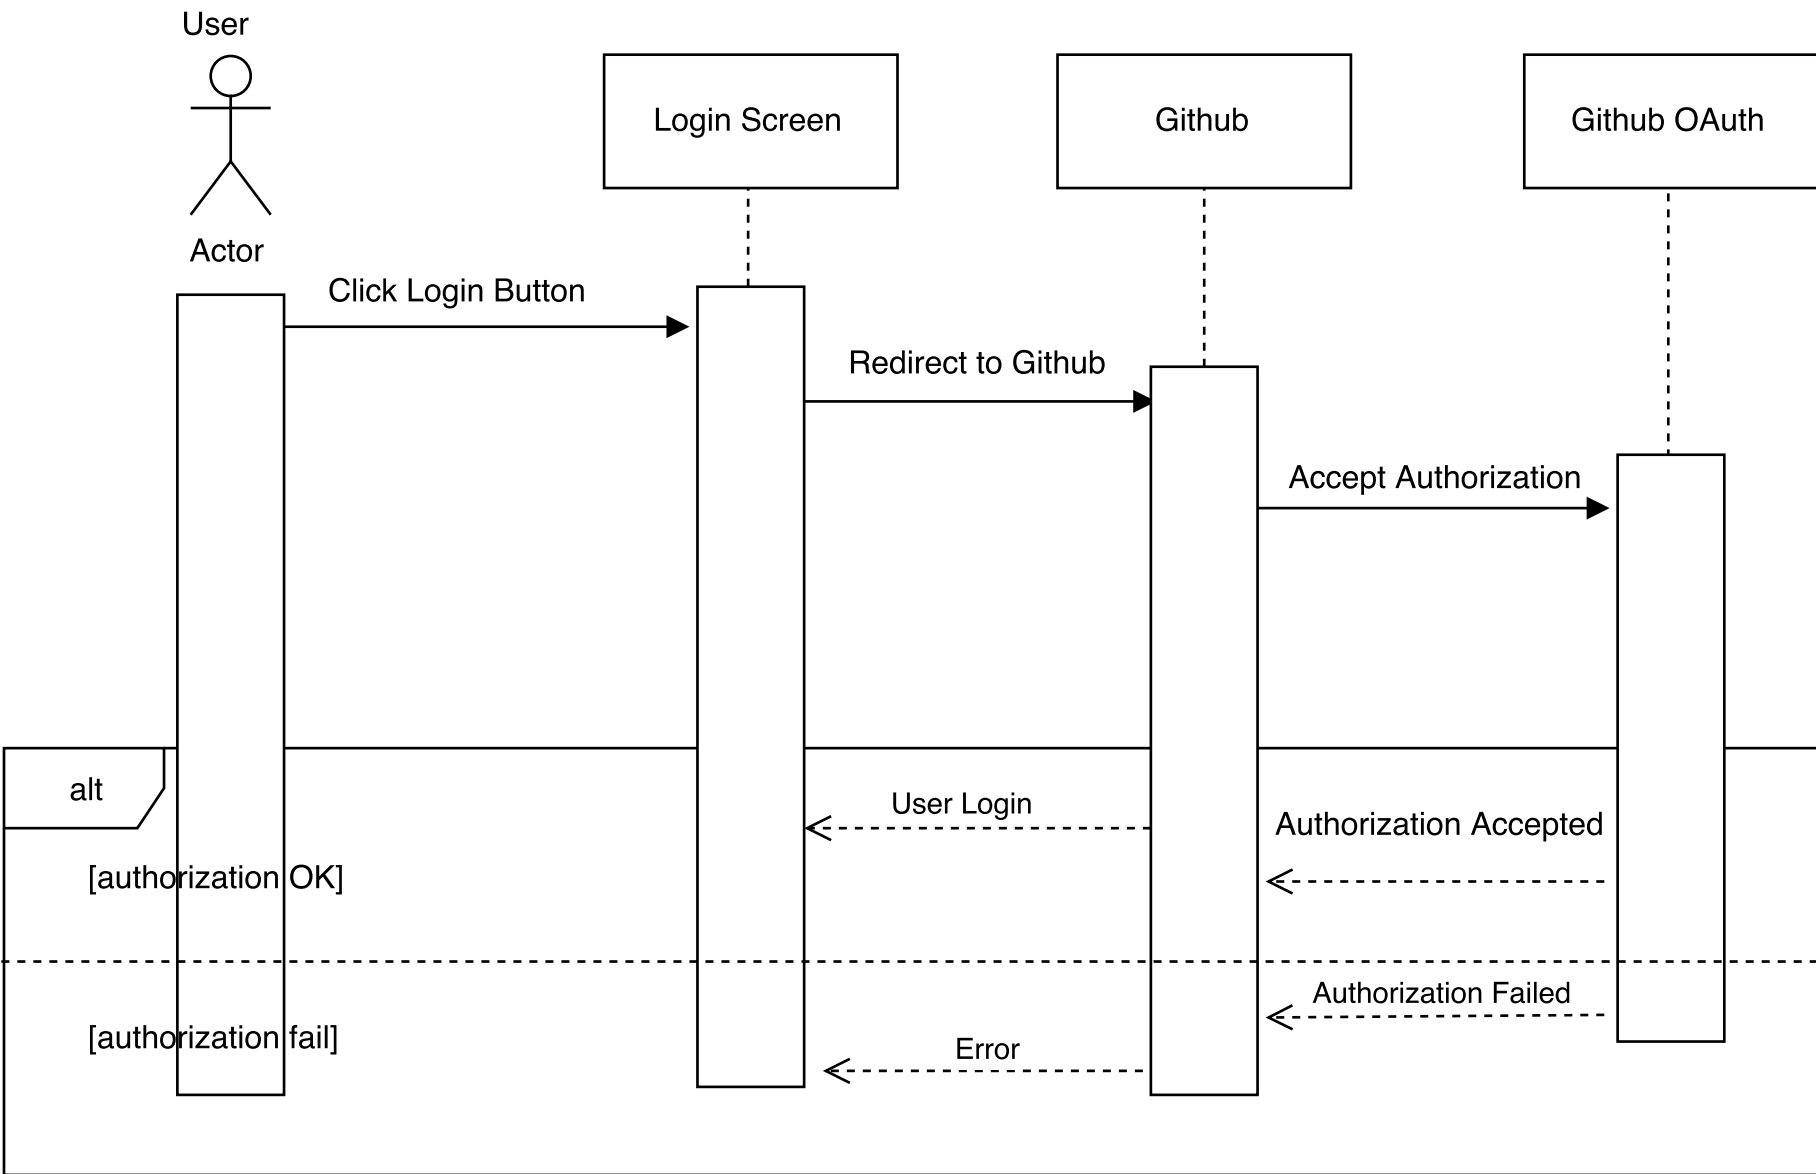 User
Login Screen
Github
Github OAuth
Actor
Click Login Button
Redirect to Github
Accept Authorization
alt
User Login
Authorization Accepted
[authorization OK]
Authorization Failed
[authorization fail]
Error